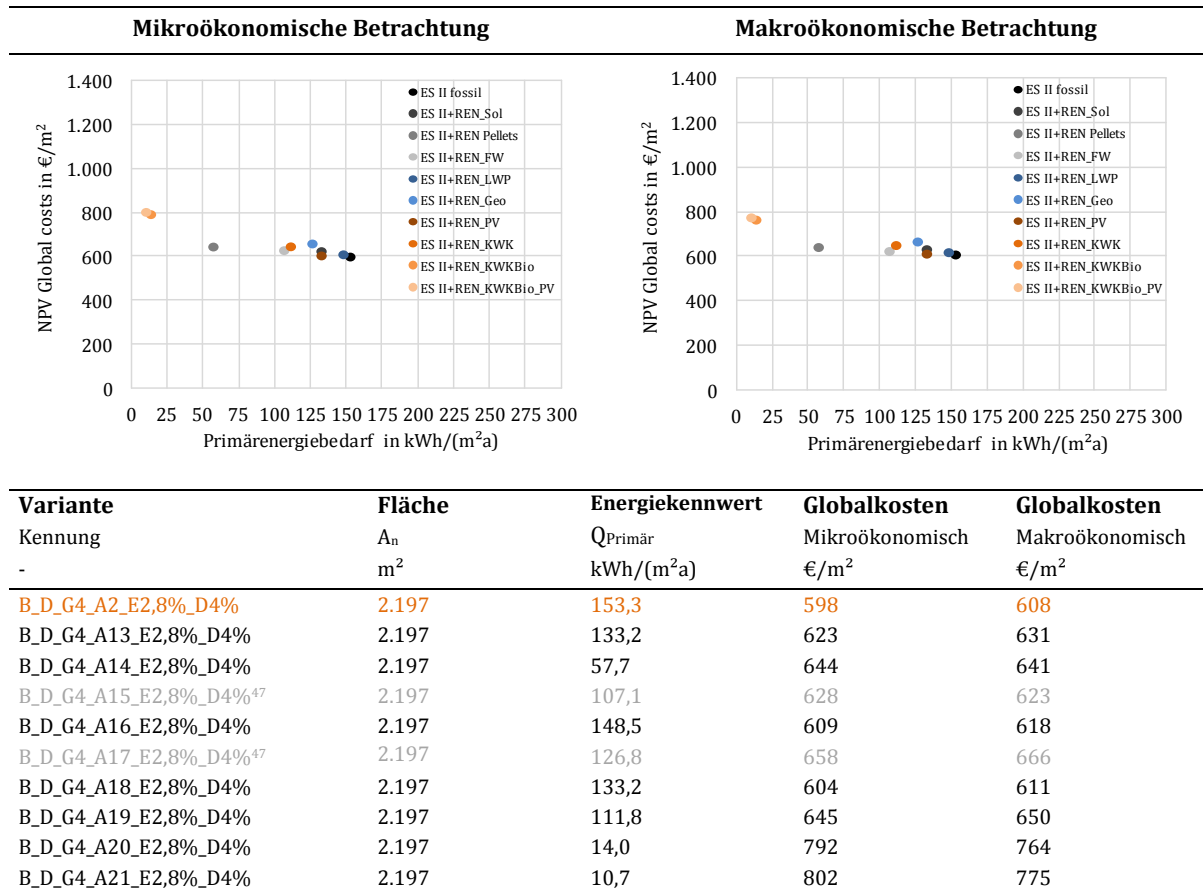 Mikroökonomische Betrachtung
Makroökonomische Betrachtung
NPV Global costs in €/m²
1.400
1.200
1.000
800
600
400
200
0
0 25 50 75 100 125 150 175 200 225 250 275 300
Primärenergiebedarf in kWh/(m²a)
ES II fossil
ES II+REN_Sol
ES II+REN Pellets
ES II+REN_FW
ES II+REN_LWP
ES II+REN_Geo
ES II+REN_PV
ES II+REN_KWK
ES II+REN_KWKBio
ES II+REN_KWKBio_PV
NPV Global costs in €/m²
1.400
1.200
1.000
800
600
400
200
0
0 25 50 75 100 125 150 175 200 225 250 275 300
Primärenergiebedarf in kWh/(m²a)
ES II fossil
ES II+REN_Sol
ES II+REN Pellets
ES II+REN_FW
ES II+REN_LWP
ES II+REN_Geo
ES II+REN_PV
ES II+REN_KWK
ES II+REN_KWKBio
ES II+REN_KWKBio_PV
Variante Fläche Energiekennwert Globalkosten Globalkosten
Kennung Aₙ QPrimär Mikroökonomisch Makroökonomisch
- m² kWh/(m²a) €/m² €/m²
B_D_G4_A2_E2,8%_D4% 2.197 153,3 598 608
B_D_G4_A13_E2,8%_D4% 2.197 133,2 623 631
B_D_G4_A14_E2,8%_D4% 2.197 57,7 644 641
B_D_G4_A15_E2,8%_D4%⁴⁷ 2.197 107,1 628 623
B_D_G4_A16_E2,8%_D4% 2.197 148,5 609 618
B_D_G4_A17_E2,8%_D4%⁴⁷ 2.197 126,8 658 666
B_D_G4_A18_E2,8%_D4% 2.197 133,2 604 611
B_D_G4_A19_E2,8%_D4% 2.197 111,8 645 650
B_D_G4_A20_E2,8%_D4% 2.197 14,0 792 764
B_D_G4_A21_E2,8%_D4% 2.197 10,7 802 775